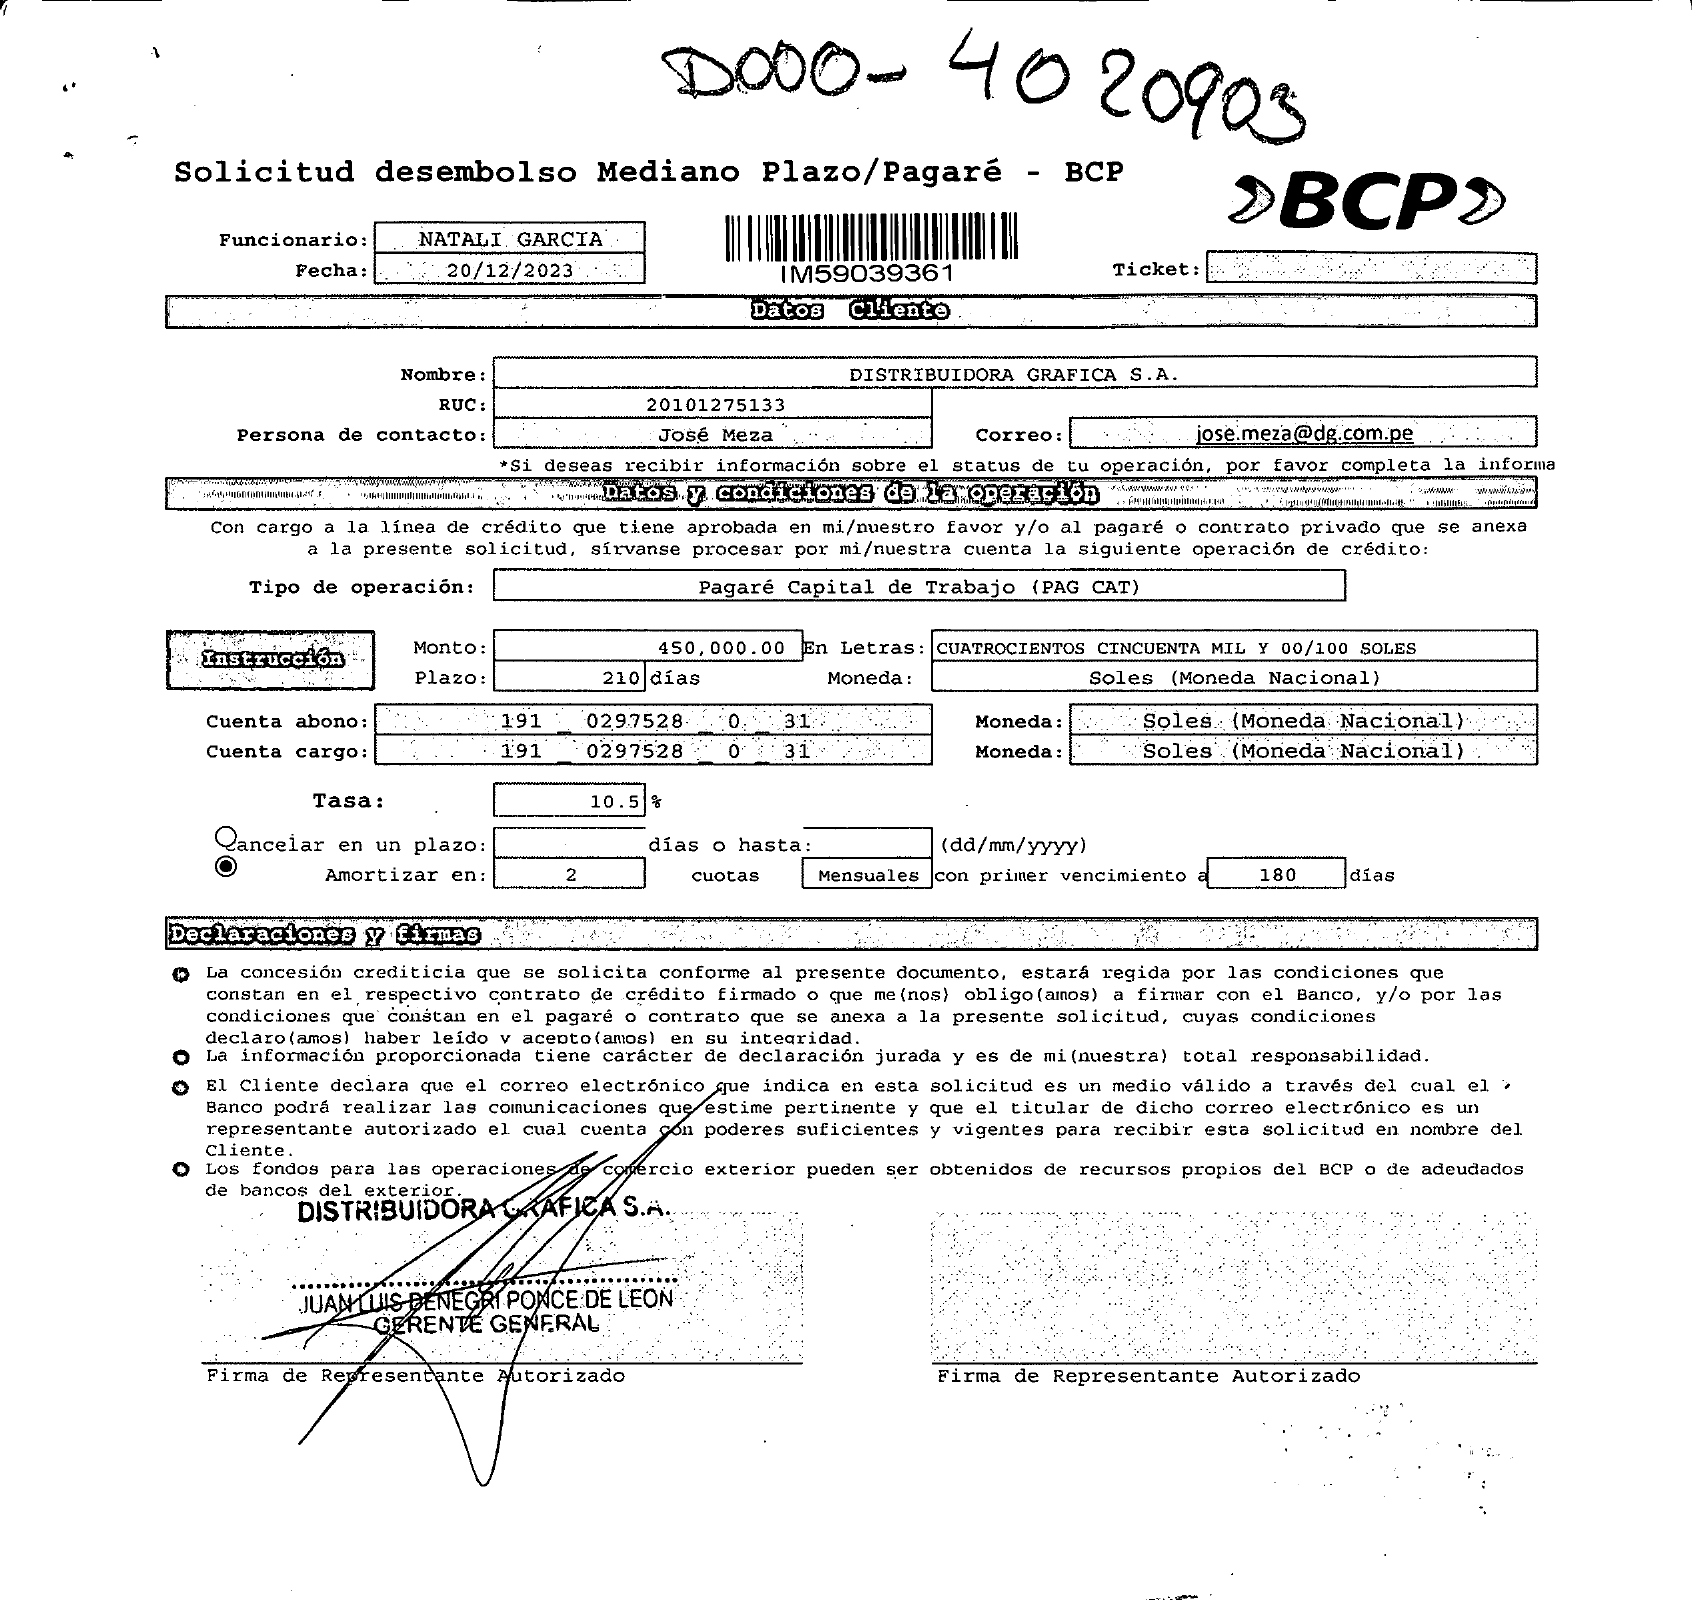 D000-4020903
Solicitud desembolso Mediano Plazo/Pagaré - BCP
BCP
Funcionario: NATALI GARCIA
Fecha: 20/12/2023
IM59039361
Ticket:
Datos Cliente
Nombre: DISTRIBUIDORA GRAFICA S.A.
RUC: 20101275133
Persona de contacto: José Meza Correo: jose.meza@dg.com.pe
*Si deseas recibir información sobre el status de tu operación, por favor completa la informa
Datos y condiciones de la operación
Con cargo a la línea de crédito que tiene aprobada en mi/nuestro favor y/o al pagaré o contrato privado que se anexa
a la presente solicitud, sírvanse procesar por mi/nuestra cuenta la siguiente operación de crédito:
Tipo de operación: Pagaré Capital de Trabajo (PAG CAT)
Instrucción
Monto: 450,000.00 En Letras: CUATROCIENTOS CINCUENTA MIL Y 00/100 SOLES
Plazo: 210 días Moneda: Soles (Moneda Nacional)
Cuenta abono: 191 _ 0297528 _ 0 _ 31 Moneda: Soles (Moneda Nacional)
Cuenta cargo: 191 _ 0297528 _ 0 _ 31 Moneda: Soles (Moneda Nacional)
Tasa: 10.5 %
Cancelar en un plazo: días o hasta: (dd/mm/yyyy)
Amortizar en: 2 cuotas Mensuales con primer vencimiento a 180 días
Declaraciones y firmas
La concesión crediticia que se solicita conforme al presente documento, estará regida por las condiciones que
constan en el respectivo contrato de crédito firmado o que me(nos) obligo(amos) a firmar con el Banco, y/o por las
condiciones que constan en el pagaré o contrato que se anexa a la presente solicitud, cuyas condiciones
declaro(amos) haber leído y acepto(amos) en su integridad.
La información proporcionada tiene carácter de declaración jurada y es de mi(nuestra) total responsabilidad.
El Cliente declara que el correo electrónico que indica en esta solicitud es un medio válido a través del cual el
Banco podrá realizar las comunicaciones que estime pertinente y que el titular de dicho correo electrónico es un
representante autorizado el cual cuenta con poderes suficientes y vigentes para recibir esta solicitud en nombre del
Cliente.
Los fondos para las operaciones de comercio exterior pueden ser obtenidos de recursos propios del BCP o de adeudados
de bancos del exterior.
DISTRIBUIDORA GRAFICA S.A.
JUAN LUIS DENEGRI PONCE DE LEON
GERENTE GENERAL
Firma de Representante Autorizado Firma de Representante Autorizado